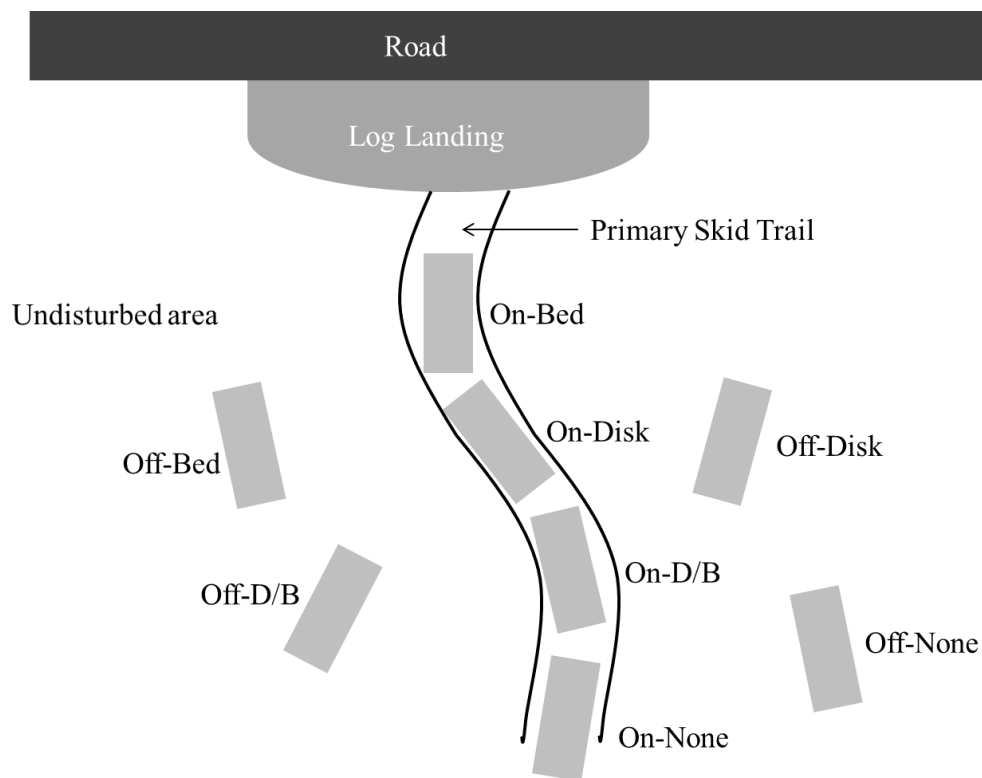 Road
Log Landing
Primary Skid Trail
Undisturbed area
On-Bed
On-Disk
Off-Bed
Off-Disk
On-D/B
Off-D/B
Off-None
On-None